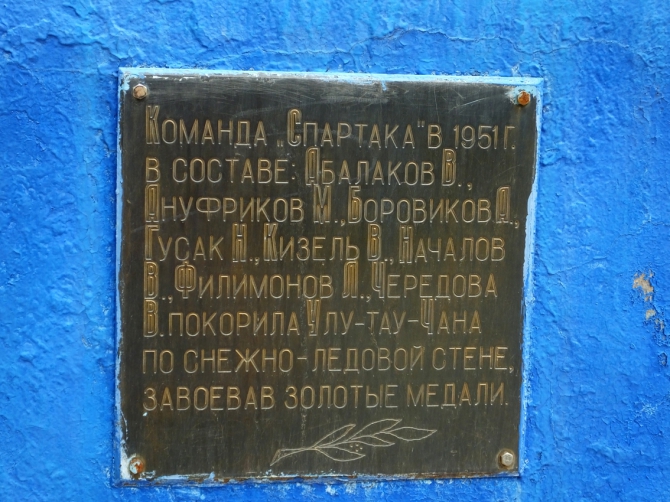 Команда „Спартака" в 1951 г.
в составе: Абалаков В.,
Ануфриков М., Боровиков А.,
Гусак Н., Кизель В., Началов
В., Филимонов Л., Чередова
В. покорила Улу-тау-Чана
по снежно-ледовой стене,
завоевав золотые медали.